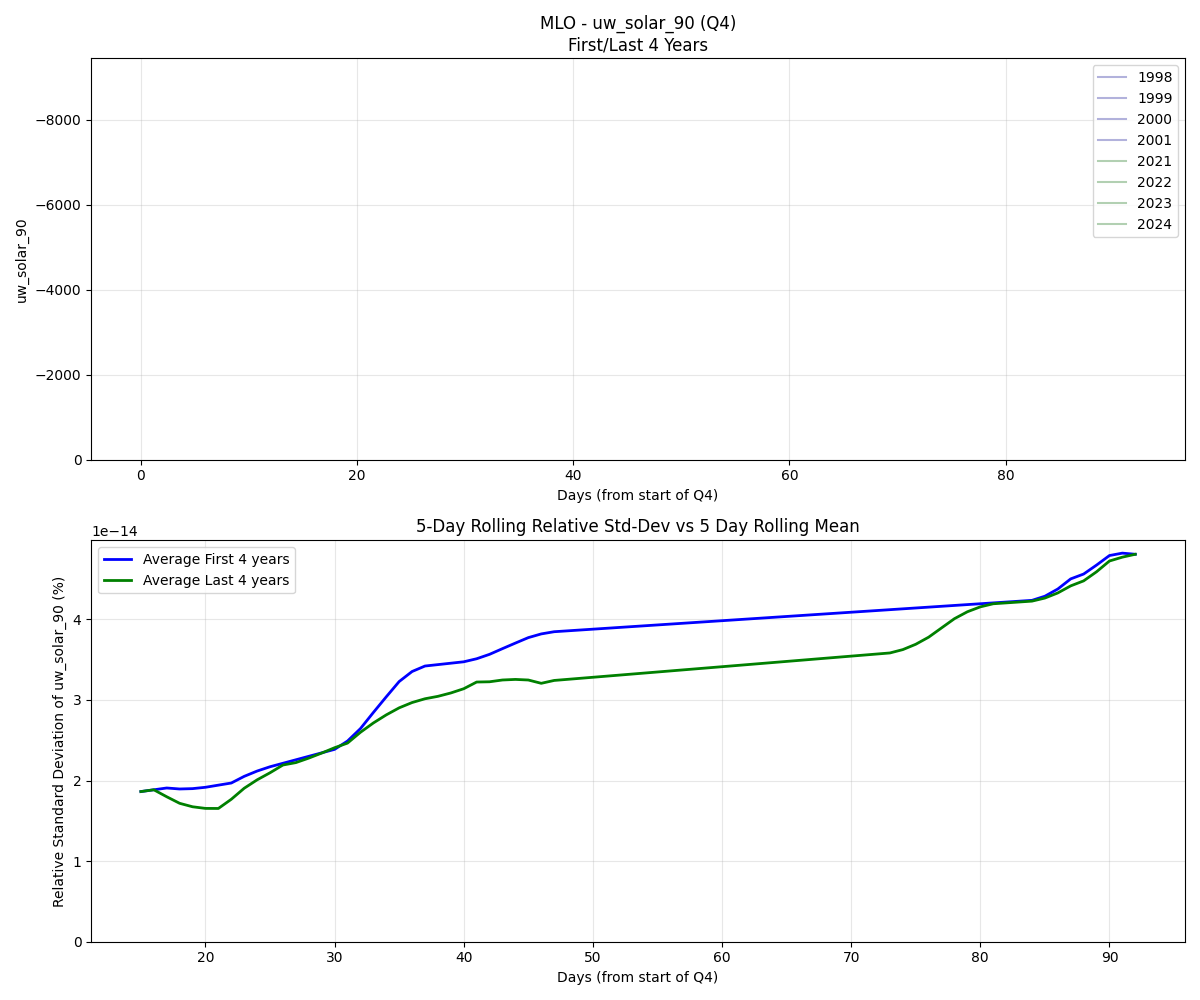 MLO - uw_solar_90 (Q4)
First/Last 4 Years
1998
1999
2000
2001
2021
2022
2023
2024
−8000
−6000
−4000
−2000
0
uw_solar_90
0 20 40 60 80
Days (from start of Q4)
5-Day Rolling Relative Std-Dev vs 5 Day Rolling Mean
1e−14
Average First 4 years
Average Last 4 years
4
3
2
1
0
Relative Standard Deviation of uw_solar_90 (%)
20 30 40 50 60 70 80 90
Days (from start of Q4)